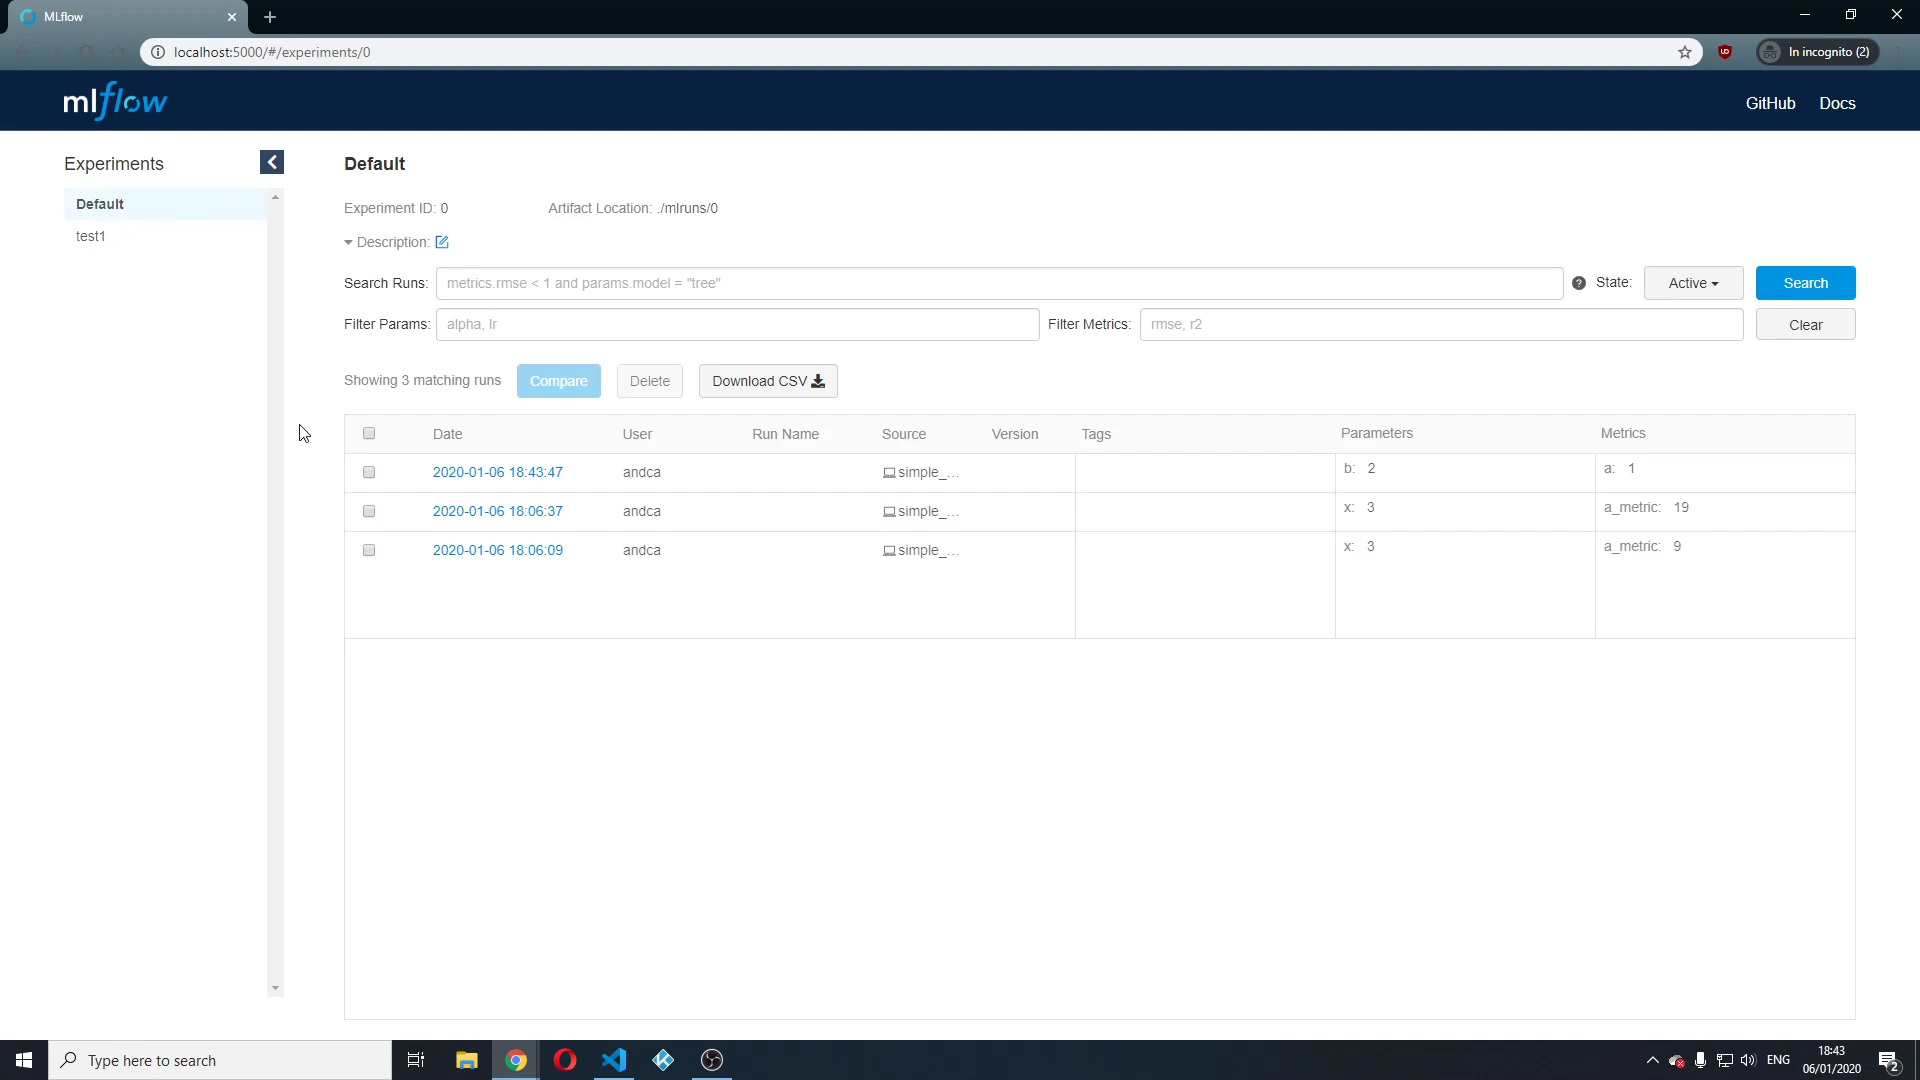 MLflow
localhost:5000/#/experiments/0
In incognito (2)
mlflow
GitHub Docs
Experiments
Default
test1
Default
Experiment ID: 0 Artifact Location: ./mlruns/0
Description:
Search Runs: metrics.rmse < 1 and params.model = "tree" ? State: Active Search
Filter Params: alpha, lr Filter Metrics: rmse, r2 Clear
Showing 3 matching runs Compare Delete Download CSV
Date User Run Name Source Version Tags Parameters Metrics
2020-01-06 18:43:47 andca simple_... b: 2 a: 1
2020-01-06 18:06:37 andca simple_... x: 3 a_metric: 19
2020-01-06 18:06:09 andca simple_... x: 3 a_metric: 9
Type here to search
ENG
18:43
06/01/2020
2